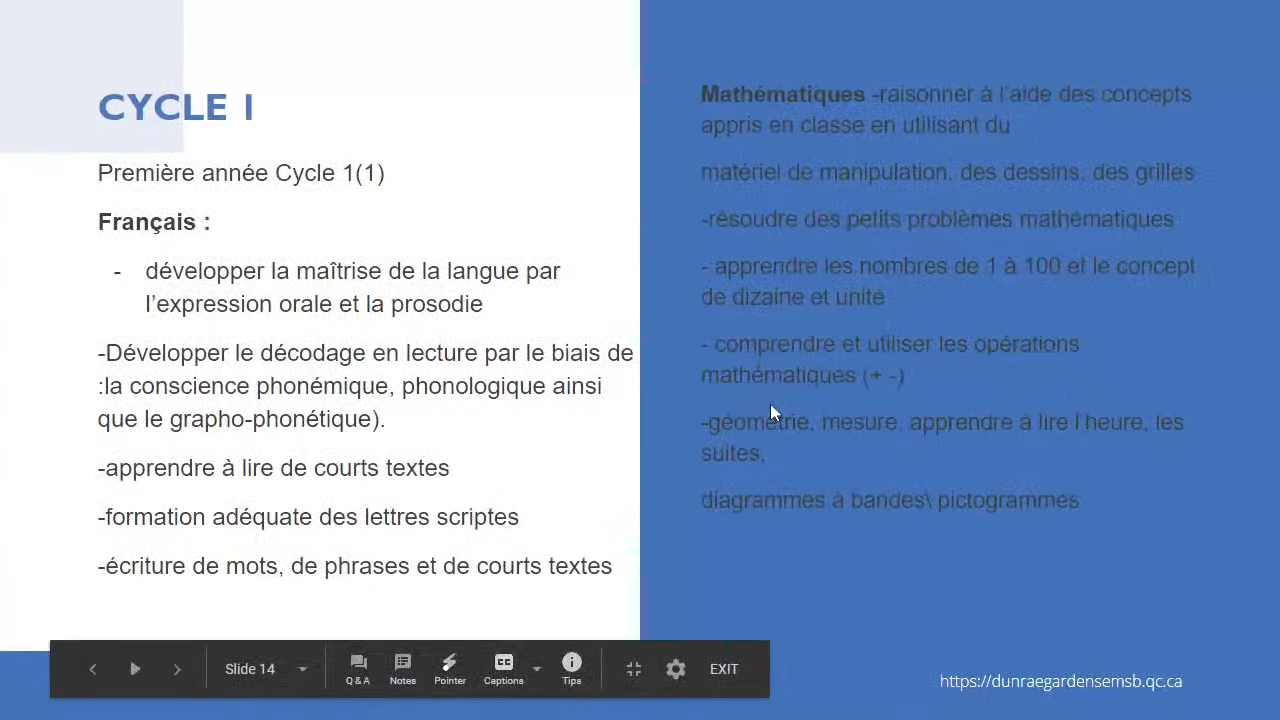 CYCLE 1
Première année Cycle 1(1)
Français :
- développer la maîtrise de la langue par
l’expression orale et la prosodie
-Développer le décodage en lecture par le biais de
:la conscience phonémique, phonologique ainsi
que le grapho-phonétique).
-apprendre à lire de courts textes
-formation adéquate des lettres scriptes
-écriture de mots, de phrases et de courts textes
Mathématiques -raisonner à l’aide des concepts
appris en classe en utilisant du
matériel de manipulation, des dessins, des grilles
-résoudre des petits problèmes mathématiques
- apprendre les nombres de 1 à 100 et le concept
de dizaine et unité
- comprendre et utiliser les opérations
mathématiques (+ -)
-géométrie, mesure, apprendre à lire l’heure, les
suites,
diagrammes à bandes\ pictogrammes
Slide 14
Q & A
Notes
Pointer
CC
Captions
Tips
EXIT
https://dunraegardensemsb.qc.ca